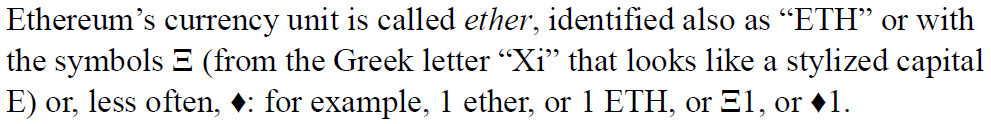 Ethereum’s currency unit is called ether, identified also as “ETH” or with
the symbols Ξ (from the Greek letter “Xi” that looks like a stylized capital
E) or, less often, ♦: for example, 1 ether, or 1 ETH, or Ξ1, or ♦1.